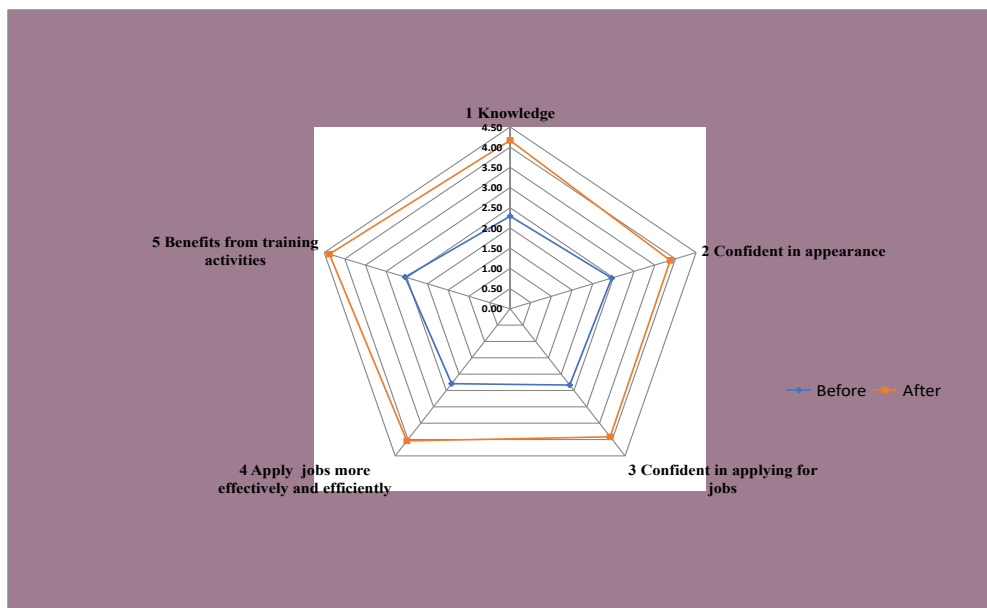 1 Knowledge
4.50
4.00
3.50
3.00
2.50
2.00
1.50
1.00
0.50
0.00
5 Benefits from training
activities
2 Confident in appearance
Before
After
4 Apply jobs more
effectively and efficiently
3 Confident in applying for
jobs